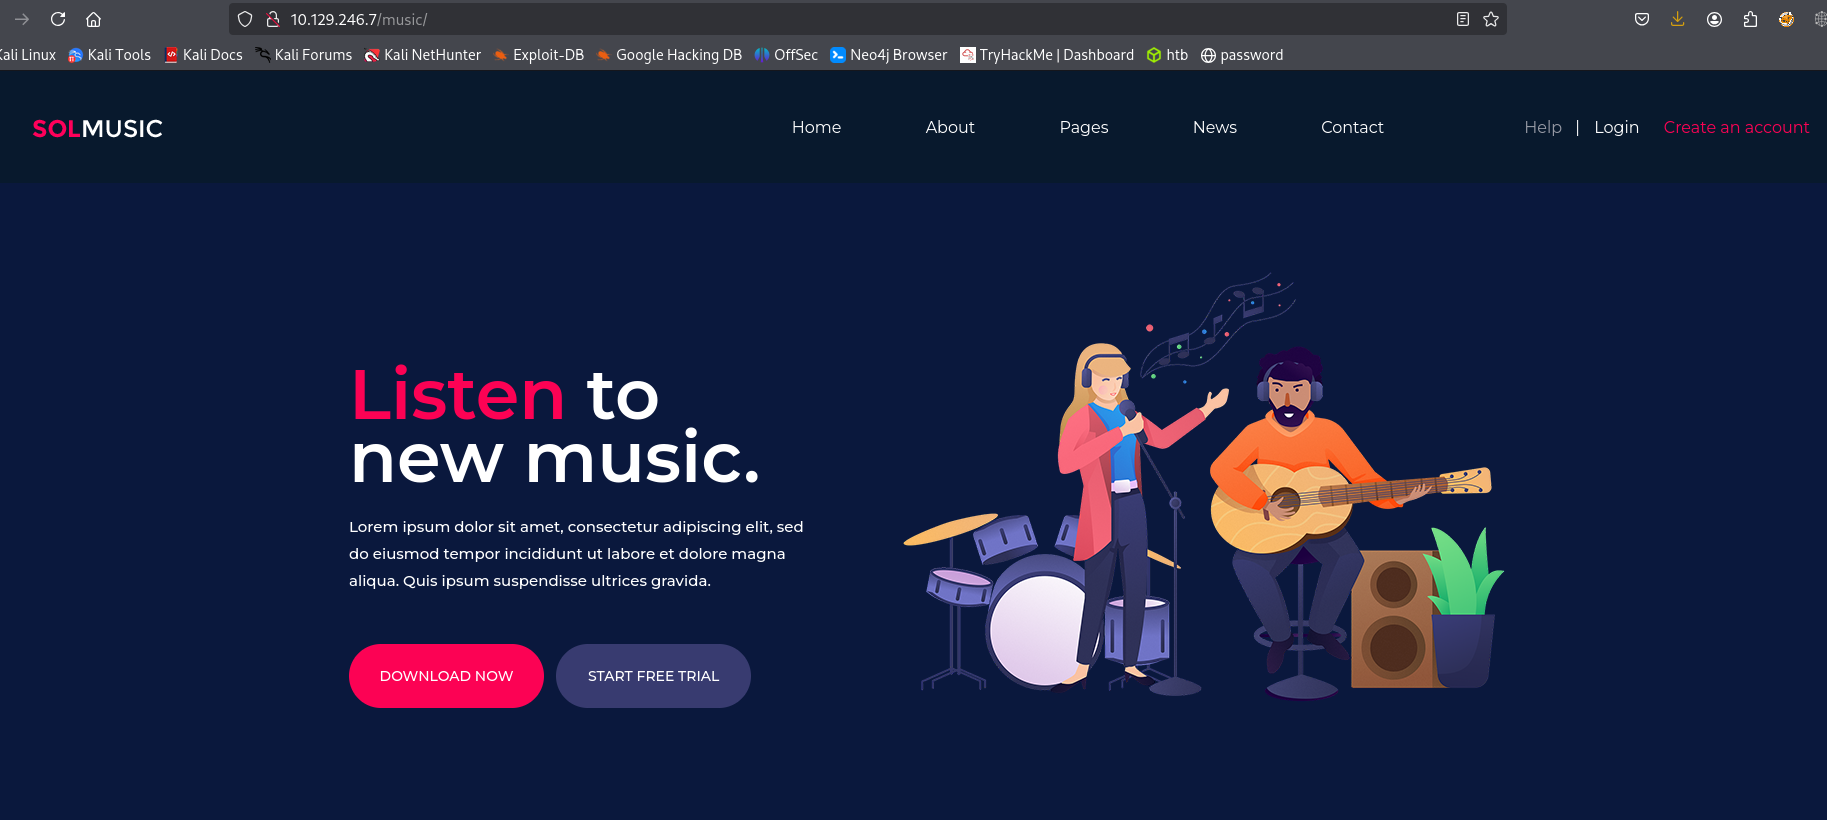 10.129.246.7/music/
Kali Linux Kali Tools Kali Docs Kali Forums Kali NetHunter Exploit-DB Google Hacking DB OffSec Neo4j Browser TryHackMe | Dashboard htb password
SOLMUSIC Home About Pages News Contact Help | Login Create an account
Listen to
new music.
Lorem ipsum dolor sit amet, consectetur adipiscing elit, sed
do eiusmod tempor incididunt ut labore et dolore magna
aliqua. Quis ipsum suspendisse ultrices gravida.
DOWNLOAD NOW START FREE TRIAL